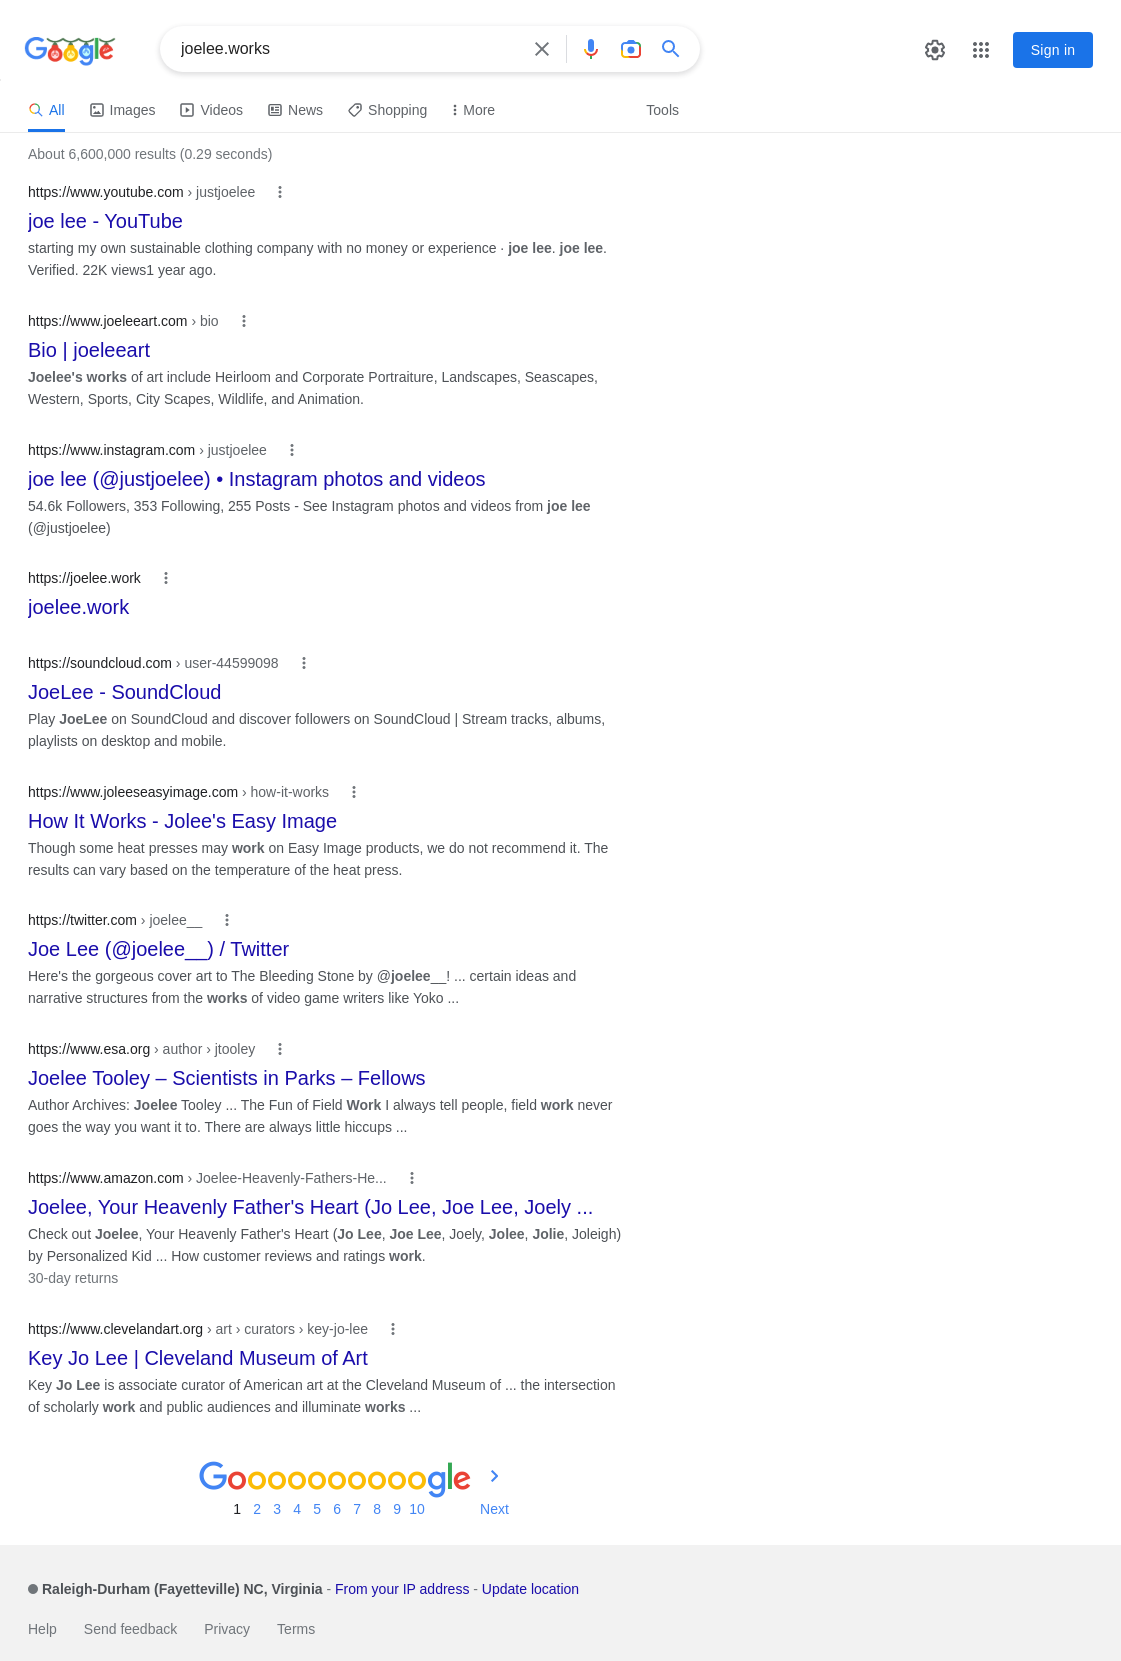 Google
joelee.works
Sign in
All
Images
Videos
News
Shopping
More
Tools
About 6,600,000 results (0.29 seconds)
https://www.youtube.com › justjoelee
joe lee - YouTube
starting my own sustainable clothing company with no money or experience · joe lee. joe lee.
Verified. 22K views1 year ago.
https://www.joeleeart.com › bio
Bio | joeleeart
Joelee's works of art include Heirloom and Corporate Portraiture, Landscapes, Seascapes,
Western, Sports, City Scapes, Wildlife, and Animation.
https://www.instagram.com › justjoelee
joe lee (@justjoelee) • Instagram photos and videos
54.6k Followers, 353 Following, 255 Posts - See Instagram photos and videos from joe lee
(@justjoelee)
https://joelee.work
joelee.work
https://soundcloud.com › user-44599098
JoeLee - SoundCloud
Play JoeLee on SoundCloud and discover followers on SoundCloud | Stream tracks, albums,
playlists on desktop and mobile.
https://www.joleeseasyimage.com › how-it-works
How It Works - Jolee's Easy Image
Though some heat presses may work on Easy Image products, we do not recommend it. The
results can vary based on the temperature of the heat press.
https://twitter.com › joelee__
Joe Lee (@joelee__) / Twitter
Here's the gorgeous cover art to The Bleeding Stone by @joelee__! ... certain ideas and
narrative structures from the works of video game writers like Yoko ...
https://www.esa.org › author › jtooley
Joelee Tooley – Scientists in Parks – Fellows
Author Archives: Joelee Tooley ... The Fun of Field Work I always tell people, field work never
goes the way you want it to. There are always little hiccups ...
https://www.amazon.com › Joelee-Heavenly-Fathers-He...
Joelee, Your Heavenly Father's Heart (Jo Lee, Joe Lee, Joely ...
Check out Joelee, Your Heavenly Father's Heart (Jo Lee, Joe Lee, Joely, Jolee, Jolie, Joleigh)
by Personalized Kid ... How customer reviews and ratings work.
30-day returns
https://www.clevelandart.org › art › curators › key-jo-lee
Key Jo Lee | Cleveland Museum of Art
Key Jo Lee is associate curator of American art at the Cleveland Museum of ... the intersection
of scholarly work and public audiences and illuminate works ...
Goooooooooogle
1 2 3 4 5 6 7 8 9 10 Next
Raleigh-Durham (Fayetteville) NC, Virginia - From your IP address - Update location
Help Send feedback Privacy Terms